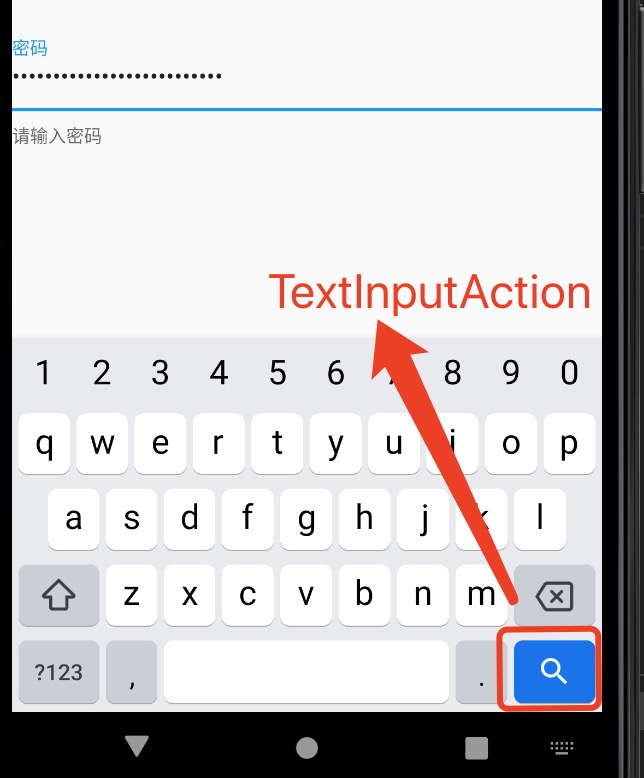 密码
•••••••••••••••••••••••••
请输入密码
TextInputAction
1 2 3 4 5 6 7 8 9 0
q w e r t y u i o p
a s d f g h j k l
z x c v b n m
?123 , .